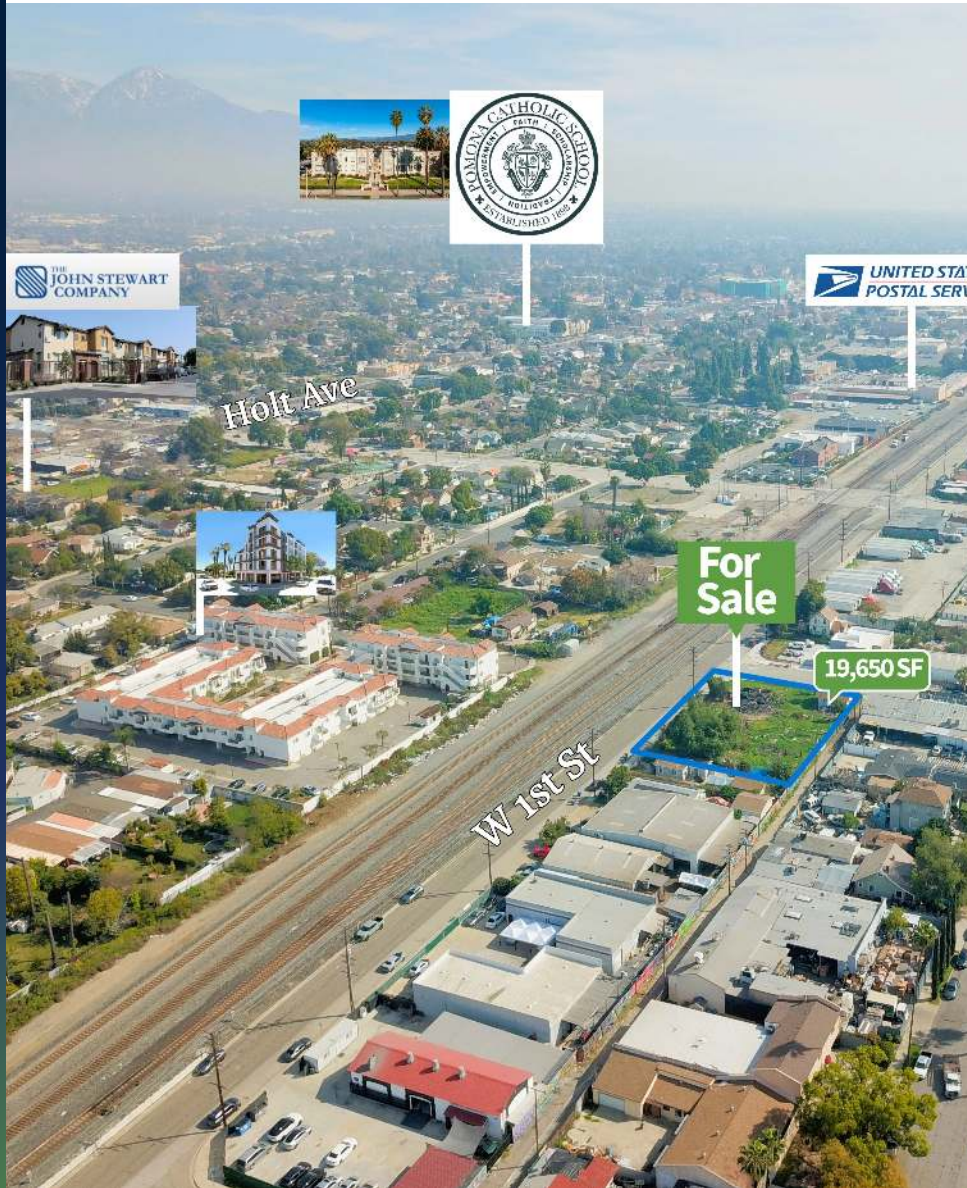 POMONA CATHOLIC SCHOOL
EMPOWERMENT | FAITH | SCHOLARSHIP | TRADITION
ESTABLISHED 1898
THE
JOHN STEWART
COMPANY
UNITED STA
POSTAL SERV
Holt Ave
For
Sale
19,650 SF
W 1st St